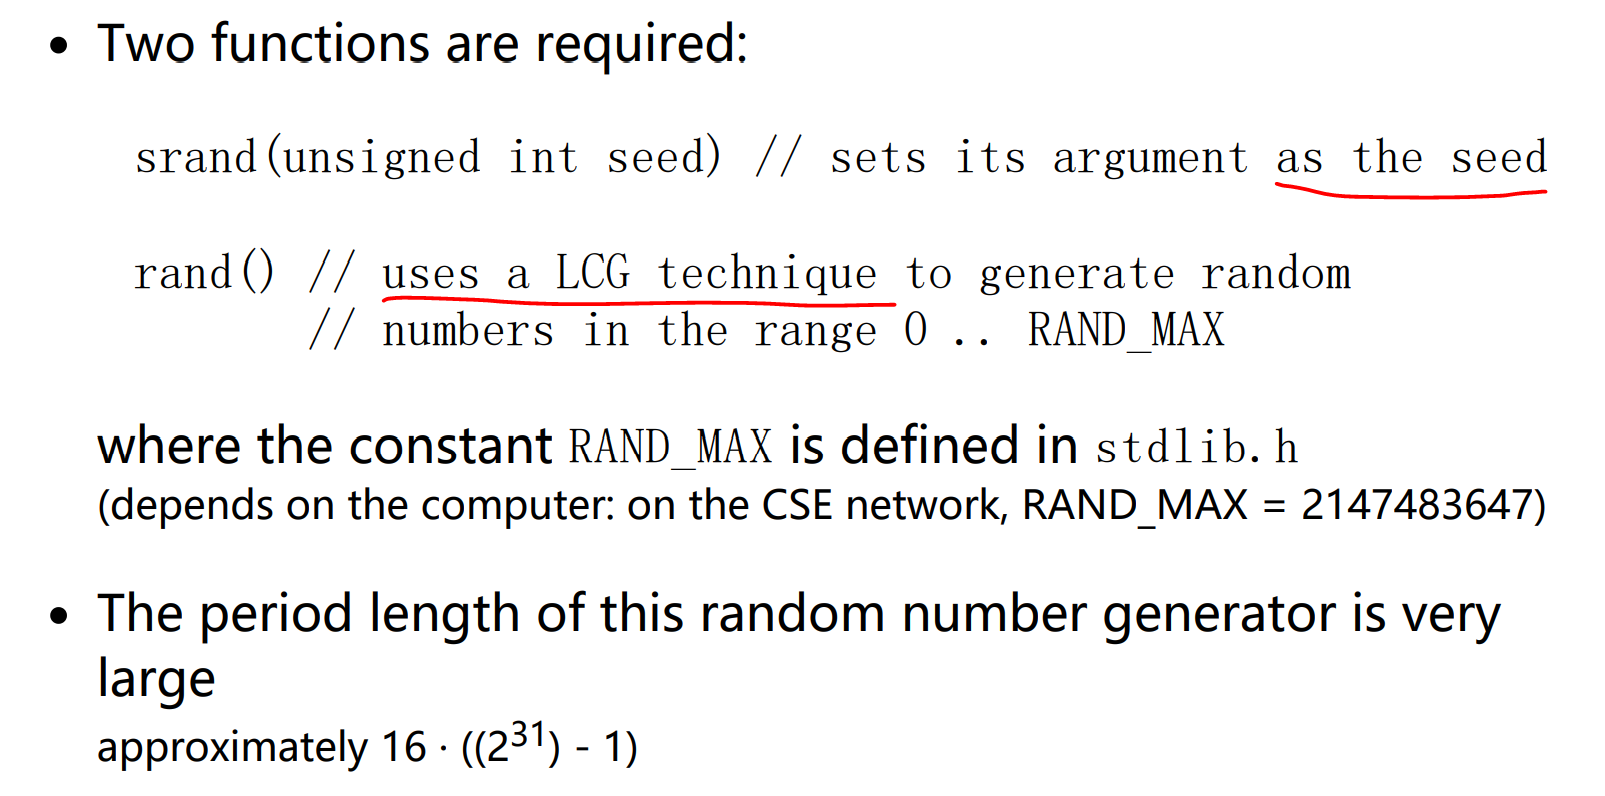 • Two functions are required:
srand(unsigned int seed) // sets its argument as the seed
rand() // uses a LCG technique to generate random
// numbers in the range 0 .. RAND_MAX
where the constant RAND_MAX is defined in stdlib.h
(depends on the computer: on the CSE network, RAND_MAX = 2147483647)
• The period length of this random number generator is very
large
approximately 16 · ((2³¹) - 1)